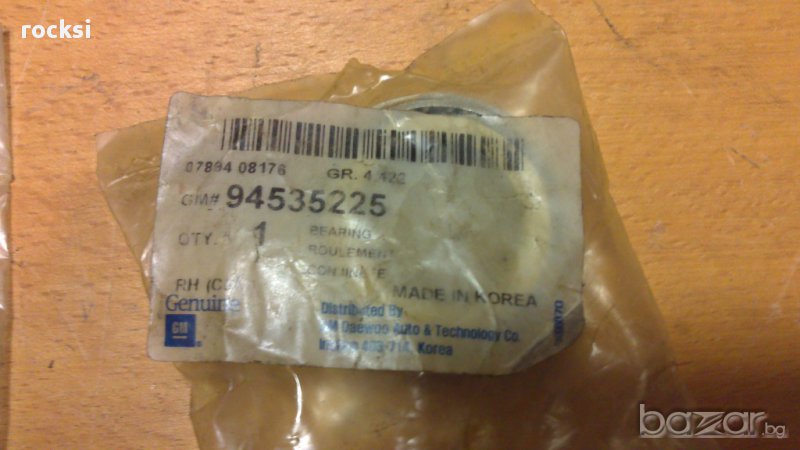 rocksi
07894 08176
GR. 4.422
GM# 94535225
QTY. 1
BEARING
ROULEMENT
RH
MADE IN KOREA
Genuine
GM
Distributed By
Daewoo Auto & Technology Co.
Korea
bazar.bg